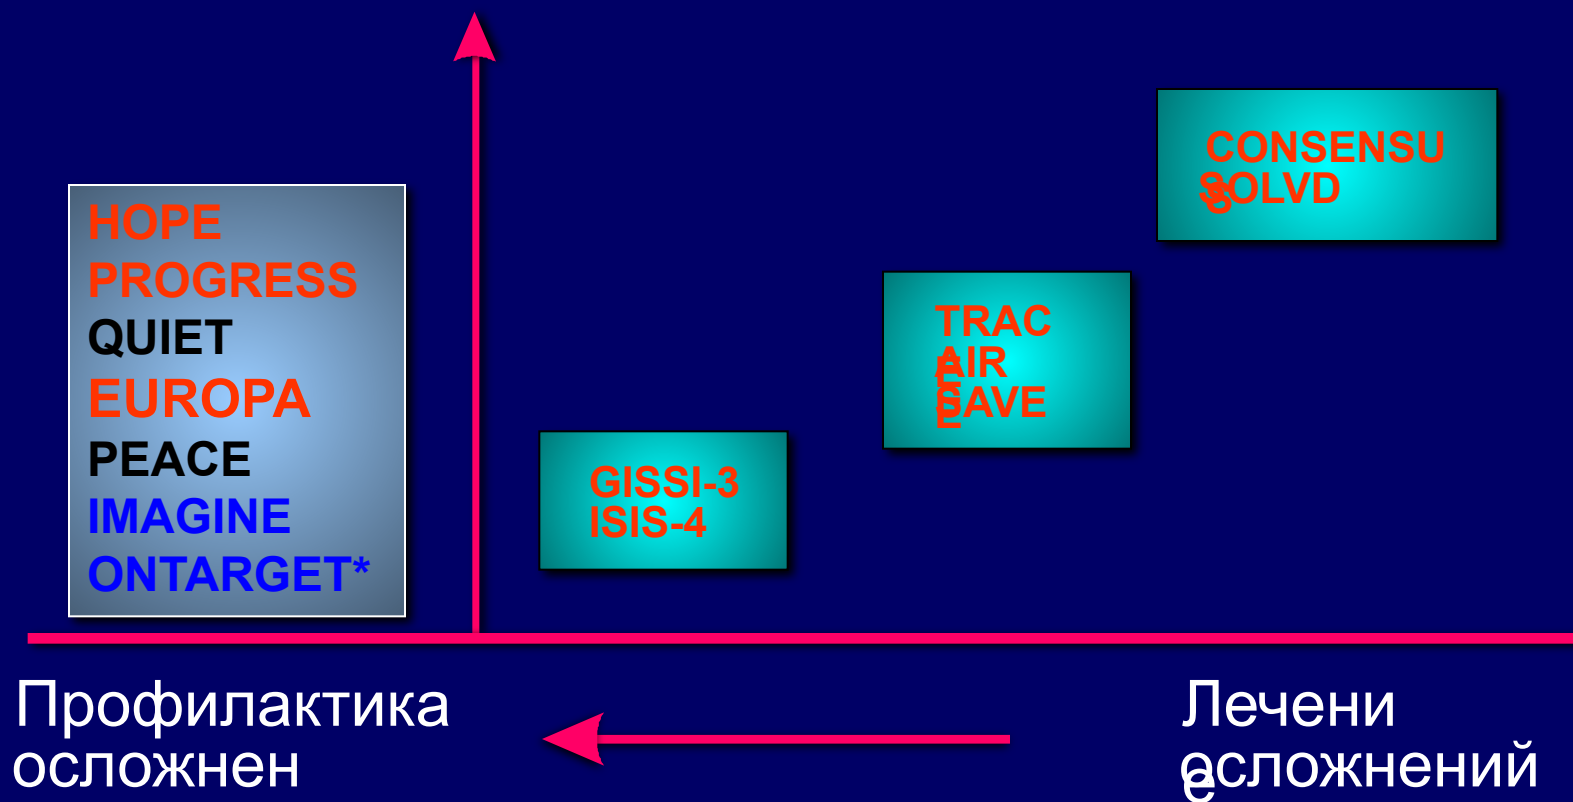 HOPE
PROGRESS
QUIET
EUROPA
PEACE
IMAGINE
ONTARGET*
GISSI-3
ISIS-4
TRAC
E
AIR
E
SAVE
CONSENSU
S
SOLVD
Профилактика
осложнен
Лечени
е
осложнений